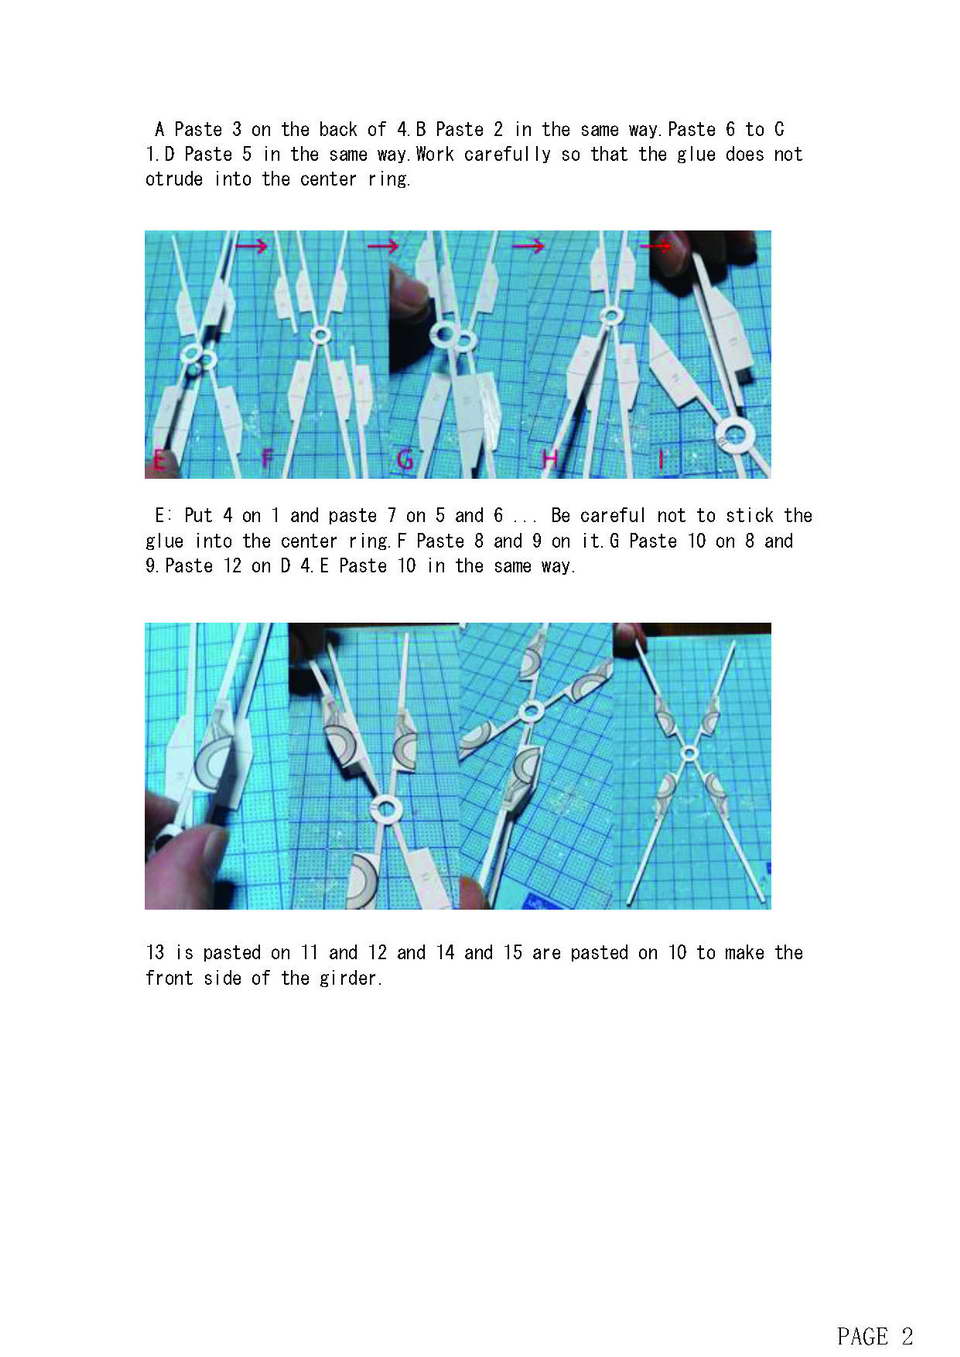 A Paste 3 on the back of 4.B Paste 2 in the same way.Paste 6 to C
1.D Paste 5 in the same way.Work carefully so that the glue does not
otrude into the center ring.
E F G H I
E: Put 4 on 1 and paste 7 on 5 and 6 ... Be careful not to stick the
glue into the center ring.F Paste 8 and 9 on it.G Paste 10 on 8 and
9.Paste 12 on D 4.E Paste 10 in the same way.
13 is pasted on 11 and 12 and 14 and 15 are pasted on 10 to make the
front side of the girder.
PAGE 2